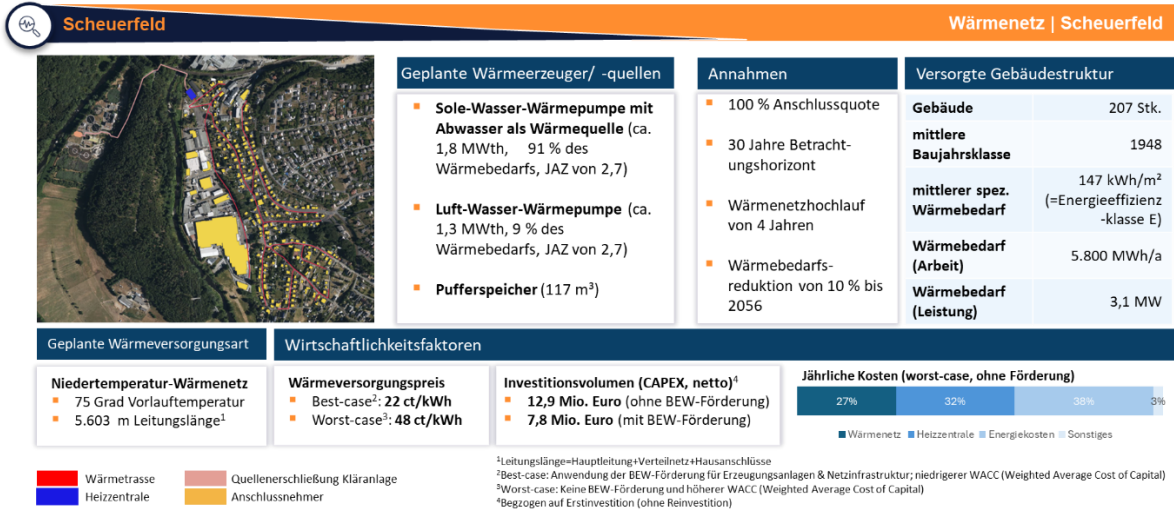 Scheuerfeld
Wärmenetz | Scheuerfeld
Geplante Wärmeerzeuger/ -quellen
▪ Sole-Wasser-Wärmepumpe mit
Abwasser als Wärmequelle (ca.
1,8 MWth, 91 % des
Wärmebedarfs, JAZ von 2,7)
▪ Luft-Wasser-Wärmepumpe (ca.
1,3 MWth, 9 % des
Wärmebedarfs, JAZ von 2,7)
▪ Pufferspeicher (117 m³)
Annahmen
▪ 100 % Anschlussquote
▪ 30 Jahre Betracht-
ungshorizont
▪ Wärmenetzhochlauf
von 4 Jahren
▪ Wärmebedarfs-
reduktion von 10 % bis
2056
Versorgte Gebäudestruktur
Gebäude 207 Stk.
mittlere
Baujahrsklasse 1948
mittlerer spez.
Wärmebedarf
147 kWh/m²
(=Energieeffizienz
-klasse E)
Wärmebedarf
(Arbeit) 5.800 MWh/a
Wärmebedarf
(Leistung) 3,1 MW
Geplante Wärmeversorgungsart
Niedertemperatur-Wärmenetz
▪ 75 Grad Vorlauftemperatur
▪ 5.603 m Leitungslänge¹
Wirtschaftlichkeitsfaktoren
Wärmeversorgungspreis
▪ Best-case²: 22 ct/kWh
▪ Worst-case³: 48 ct/kWh
Investitionsvolumen (CAPEX, netto)⁴
▪ 12,9 Mio. Euro (ohne BEW-Förderung)
▪ 7,8 Mio. Euro (mit BEW-Förderung)
Jährliche Kosten (worst-case, ohne Förderung)
27% 32% 38% 3%
Wärmenetz Heizzentrale Energiekosten Sonstiges
Wärmetrasse
Heizzentrale
Quellenerschließung Kläranlage
Anschlussnehmer
¹Leitungslänge=Hauptleitung+Verteilnetz+Hausanschlüsse
²Best-case: Anwendung der BEW-Förderung für Erzeugungsanlagen & Netzinfrastruktur; niedrigerer WACC (Weighted Average Cost of Capital)
³Worst-case: Keine BEW-Förderung und höherer WACC (Weighted Average Cost of Capital)
⁴Begzogen auf Erstinvestition (ohne Reinvestition)